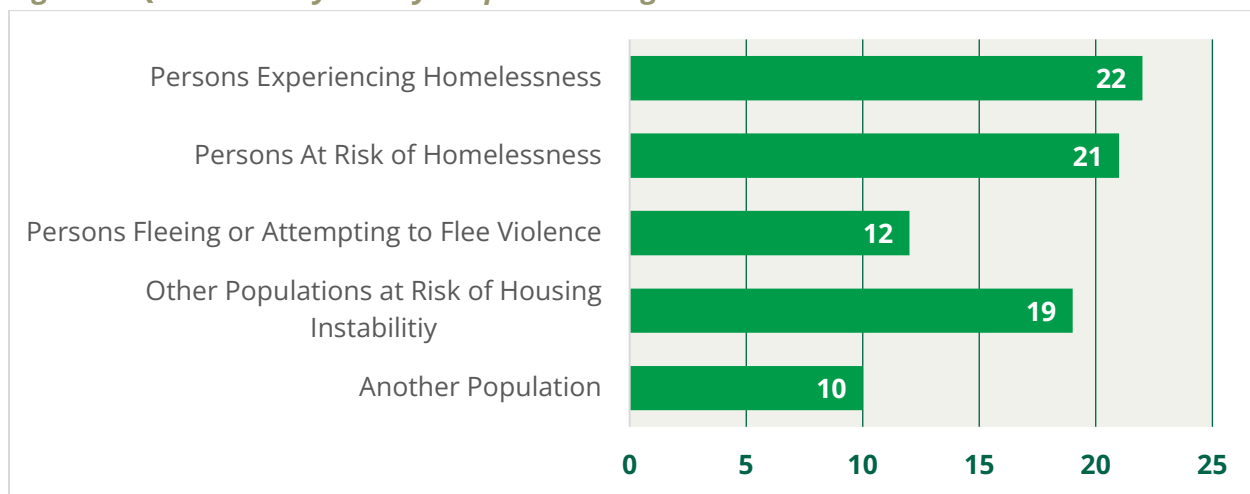 Persons Experiencing Homelessness
22
Persons At Risk of Homelessness
21
Persons Fleeing or Attempting to Flee Violence
12
Other Populations at Risk of Housing
Instabilitiy
19
Another Population
10
0 5 10 15 20 25